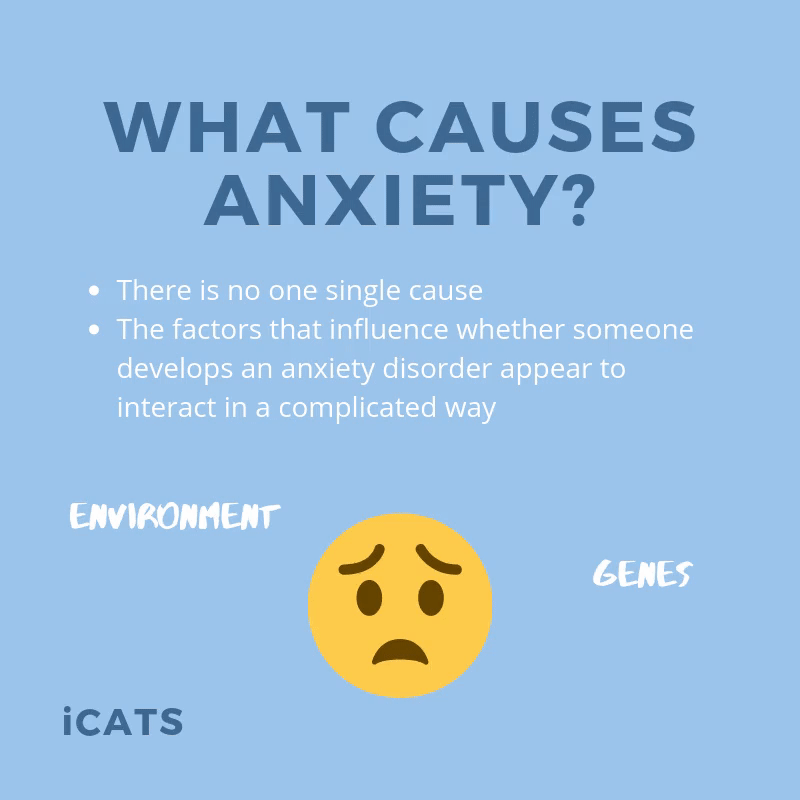 WHAT CAUSES
ANXIETY?
• There is no one single cause
• The factors that influence whether someone
develops an anxiety disorder appear to
interact in a complicated way
ENVIRONMENT
GENES
iCATS